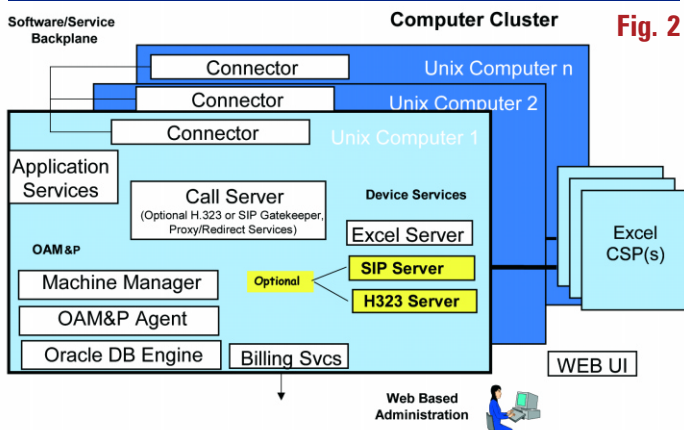 Software/Service
Backplane
Computer Cluster
Fig. 2
Connector
Unix Computer n
Connector
Unix Computer 2
Connector
Unix Computer 1
Application
Services
Call Server
(Optional H.323 or SIP Gatekeeper,
Proxy/Redirect Services)
Device Services
Excel Server
SIP Server
H323 Server
Optional
Excel
CSP(s)
OAM&P
Machine Manager
OAM&P Agent
Oracle DB Engine
Billing Svcs
WEB UI
Web Based
Administration